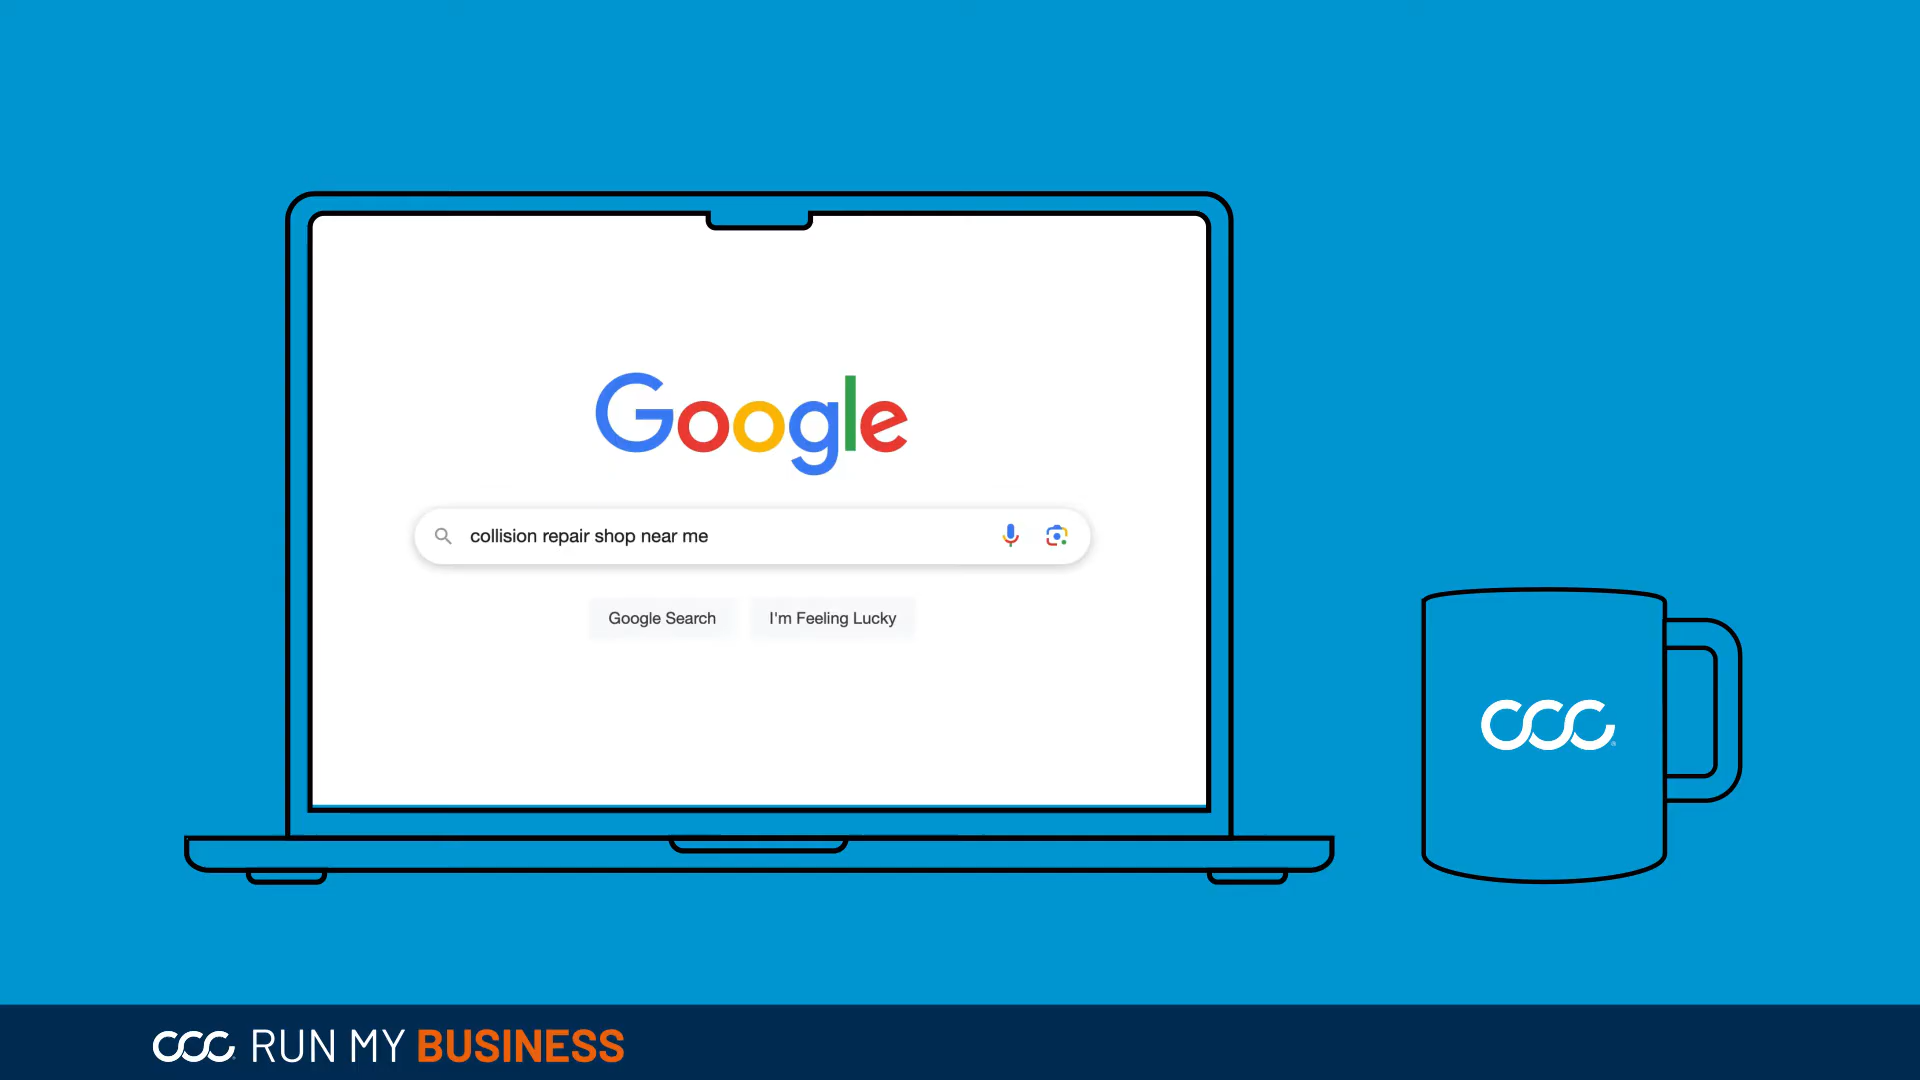 Google
collision repair shop near me
Google Search
I'm Feeling Lucky
CCC
CCC RUN MY BUSINESS